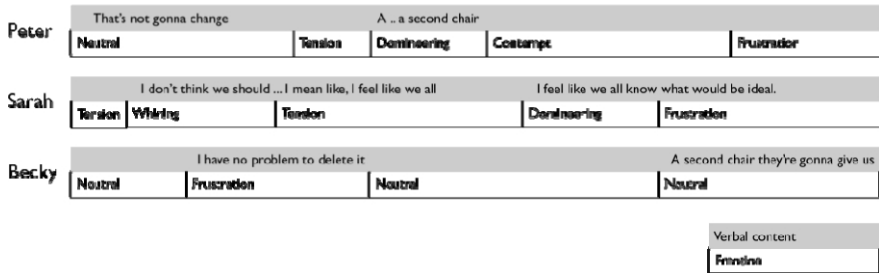 That's not gonna change A .. a second chair
Peter
Neutral Tension Domineering Contempt Frustration
I don't think we should ... I mean like, I feel like we all I feel like we all know what would be ideal.
Sarah
Tension Whining Tension Domineering Frustration
I have no problem to delete it A second chair they're gonna give us
Becky
Neutral Frustration Neutral Neutral
Verbal content
Emotion